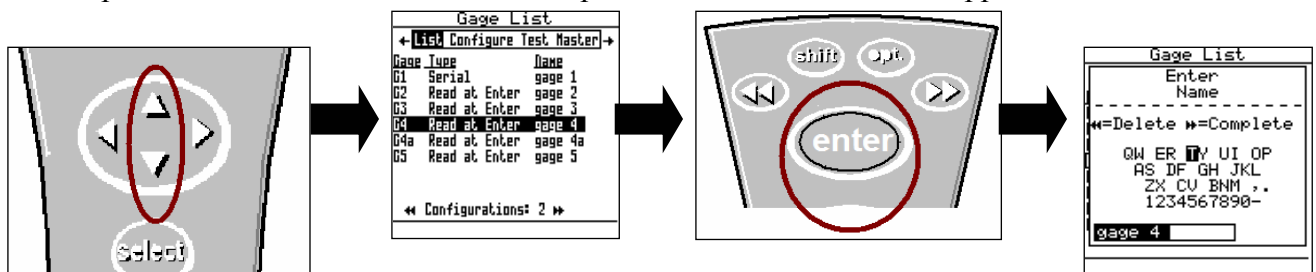 select
Gage List
List Configure Test Master
Gage Type Name
G1 Serial gage 1
G2 Read at Enter gage 2
G3 Read at Enter gage 3
G4 Read at Enter gage 4
G4a Read at Enter gage 4a
G5 Read at Enter gage 5
Configurations: 2
shift opt.
enter
Gage List
Enter
Name
=Delete =Complete
QW ER TY UI OP
AS DF GH JKL
ZX CV BNM ,.
1234567890-
gage 4